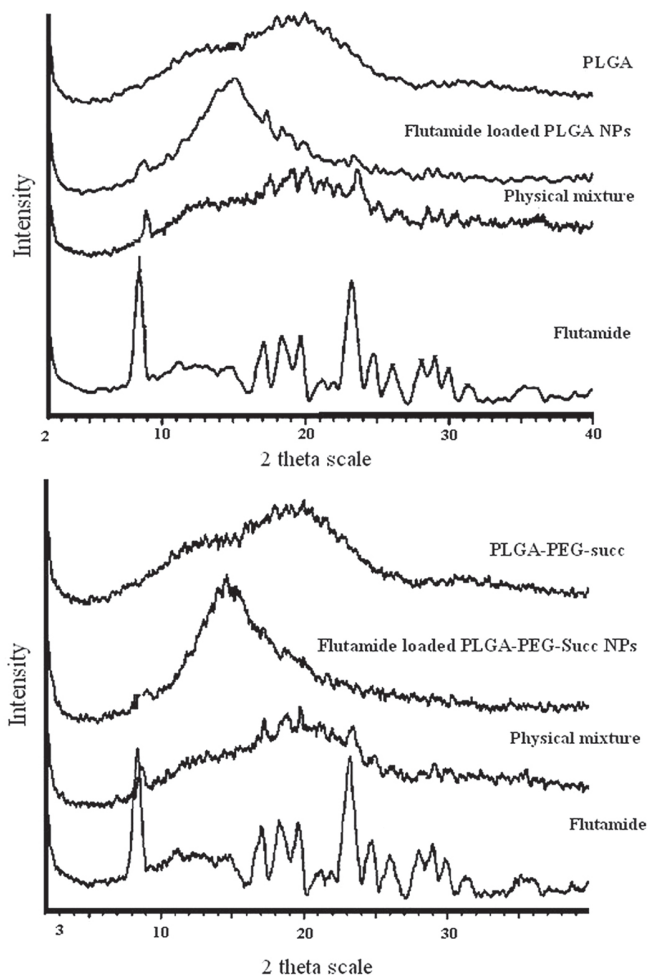 PLGA
Flutamide loaded PLGA NPs
Physical mixture
Flutamide
Intensity
2 10 20 30 40
2 theta scale
PLGA-PEG-succ
Flutamide loaded PLGA-PEG-Succ NPs
Physical mixture
Flutamide
Intensity
3 10 20 30
2 theta scale